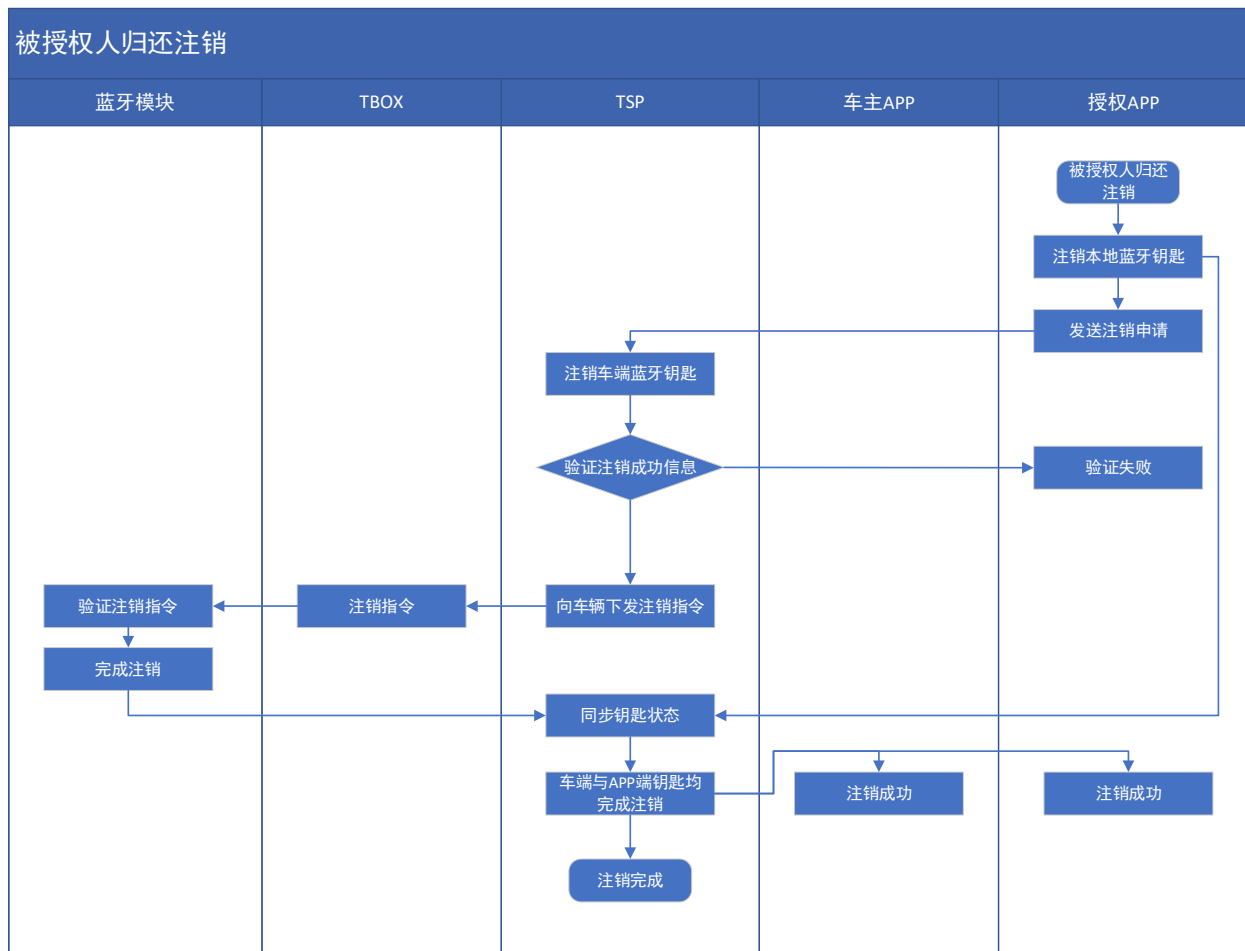 被授权人归还注销
蓝牙模块
TBOX
TSP
车主APP
授权APP
被授权人归还
注销
注销本地蓝牙钥匙
发送注销申请
注销车端蓝牙钥匙
验证注销成功信息
验证失败
验证注销指令
注销指令
向车辆下发注销指令
完成注销
同步钥匙状态
车端与APP端钥匙均
完成注销
注销成功
注销成功
注销完成